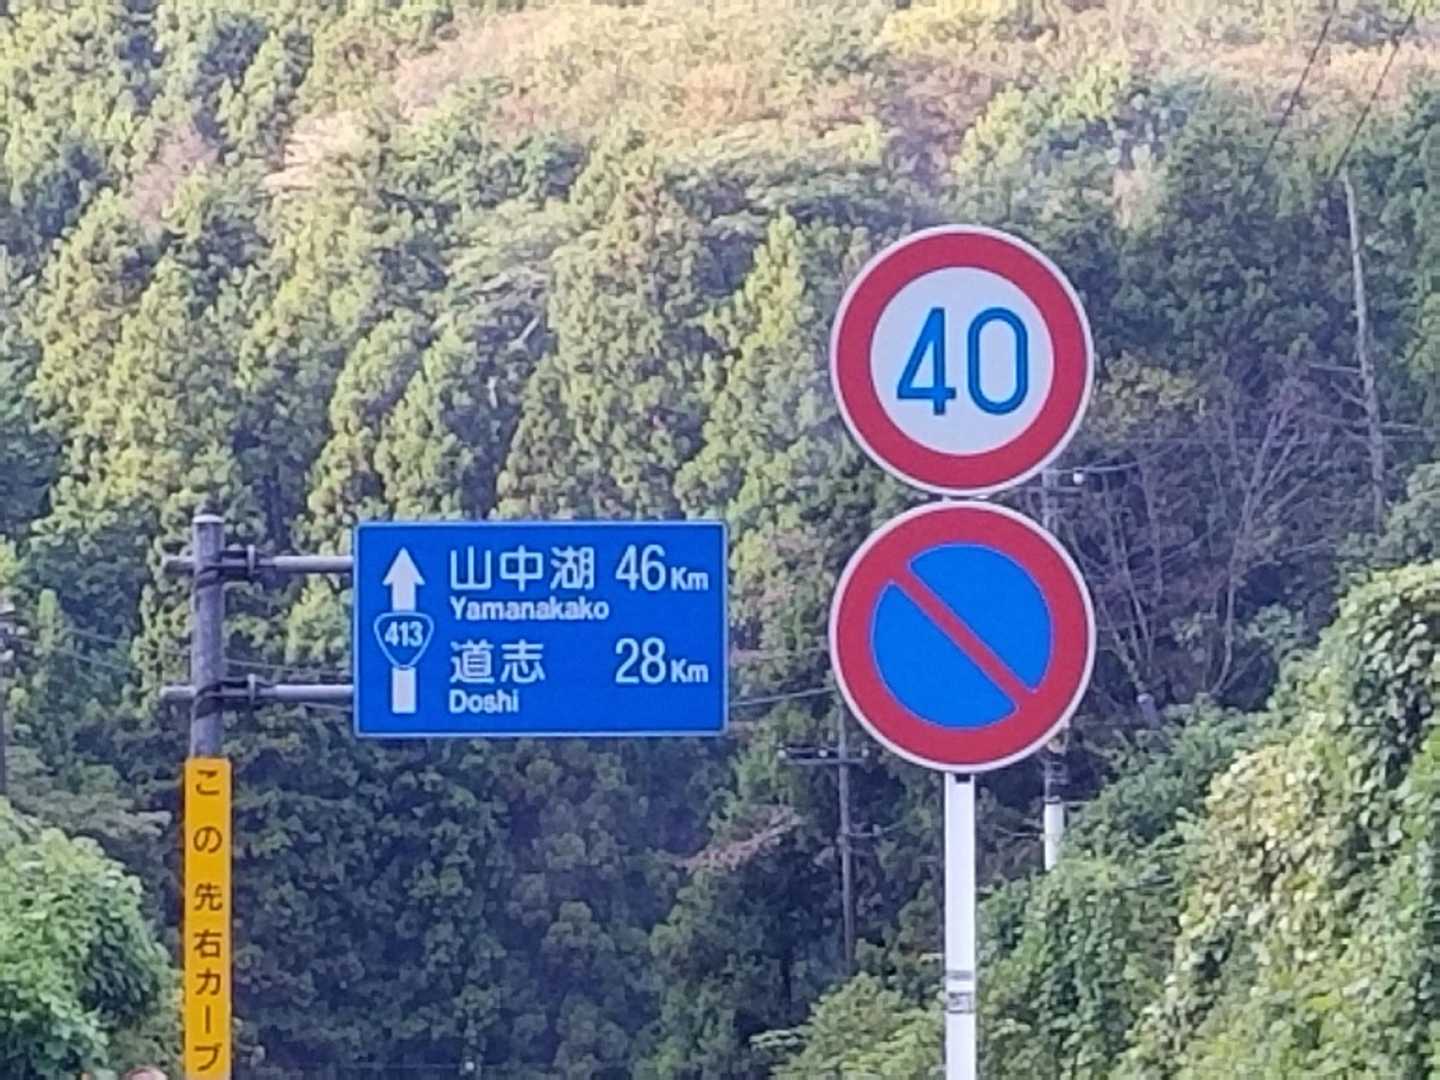 山中湖 46Km
Yamanakako
413
道志 28Km
Doshi
40
この先右カーブ